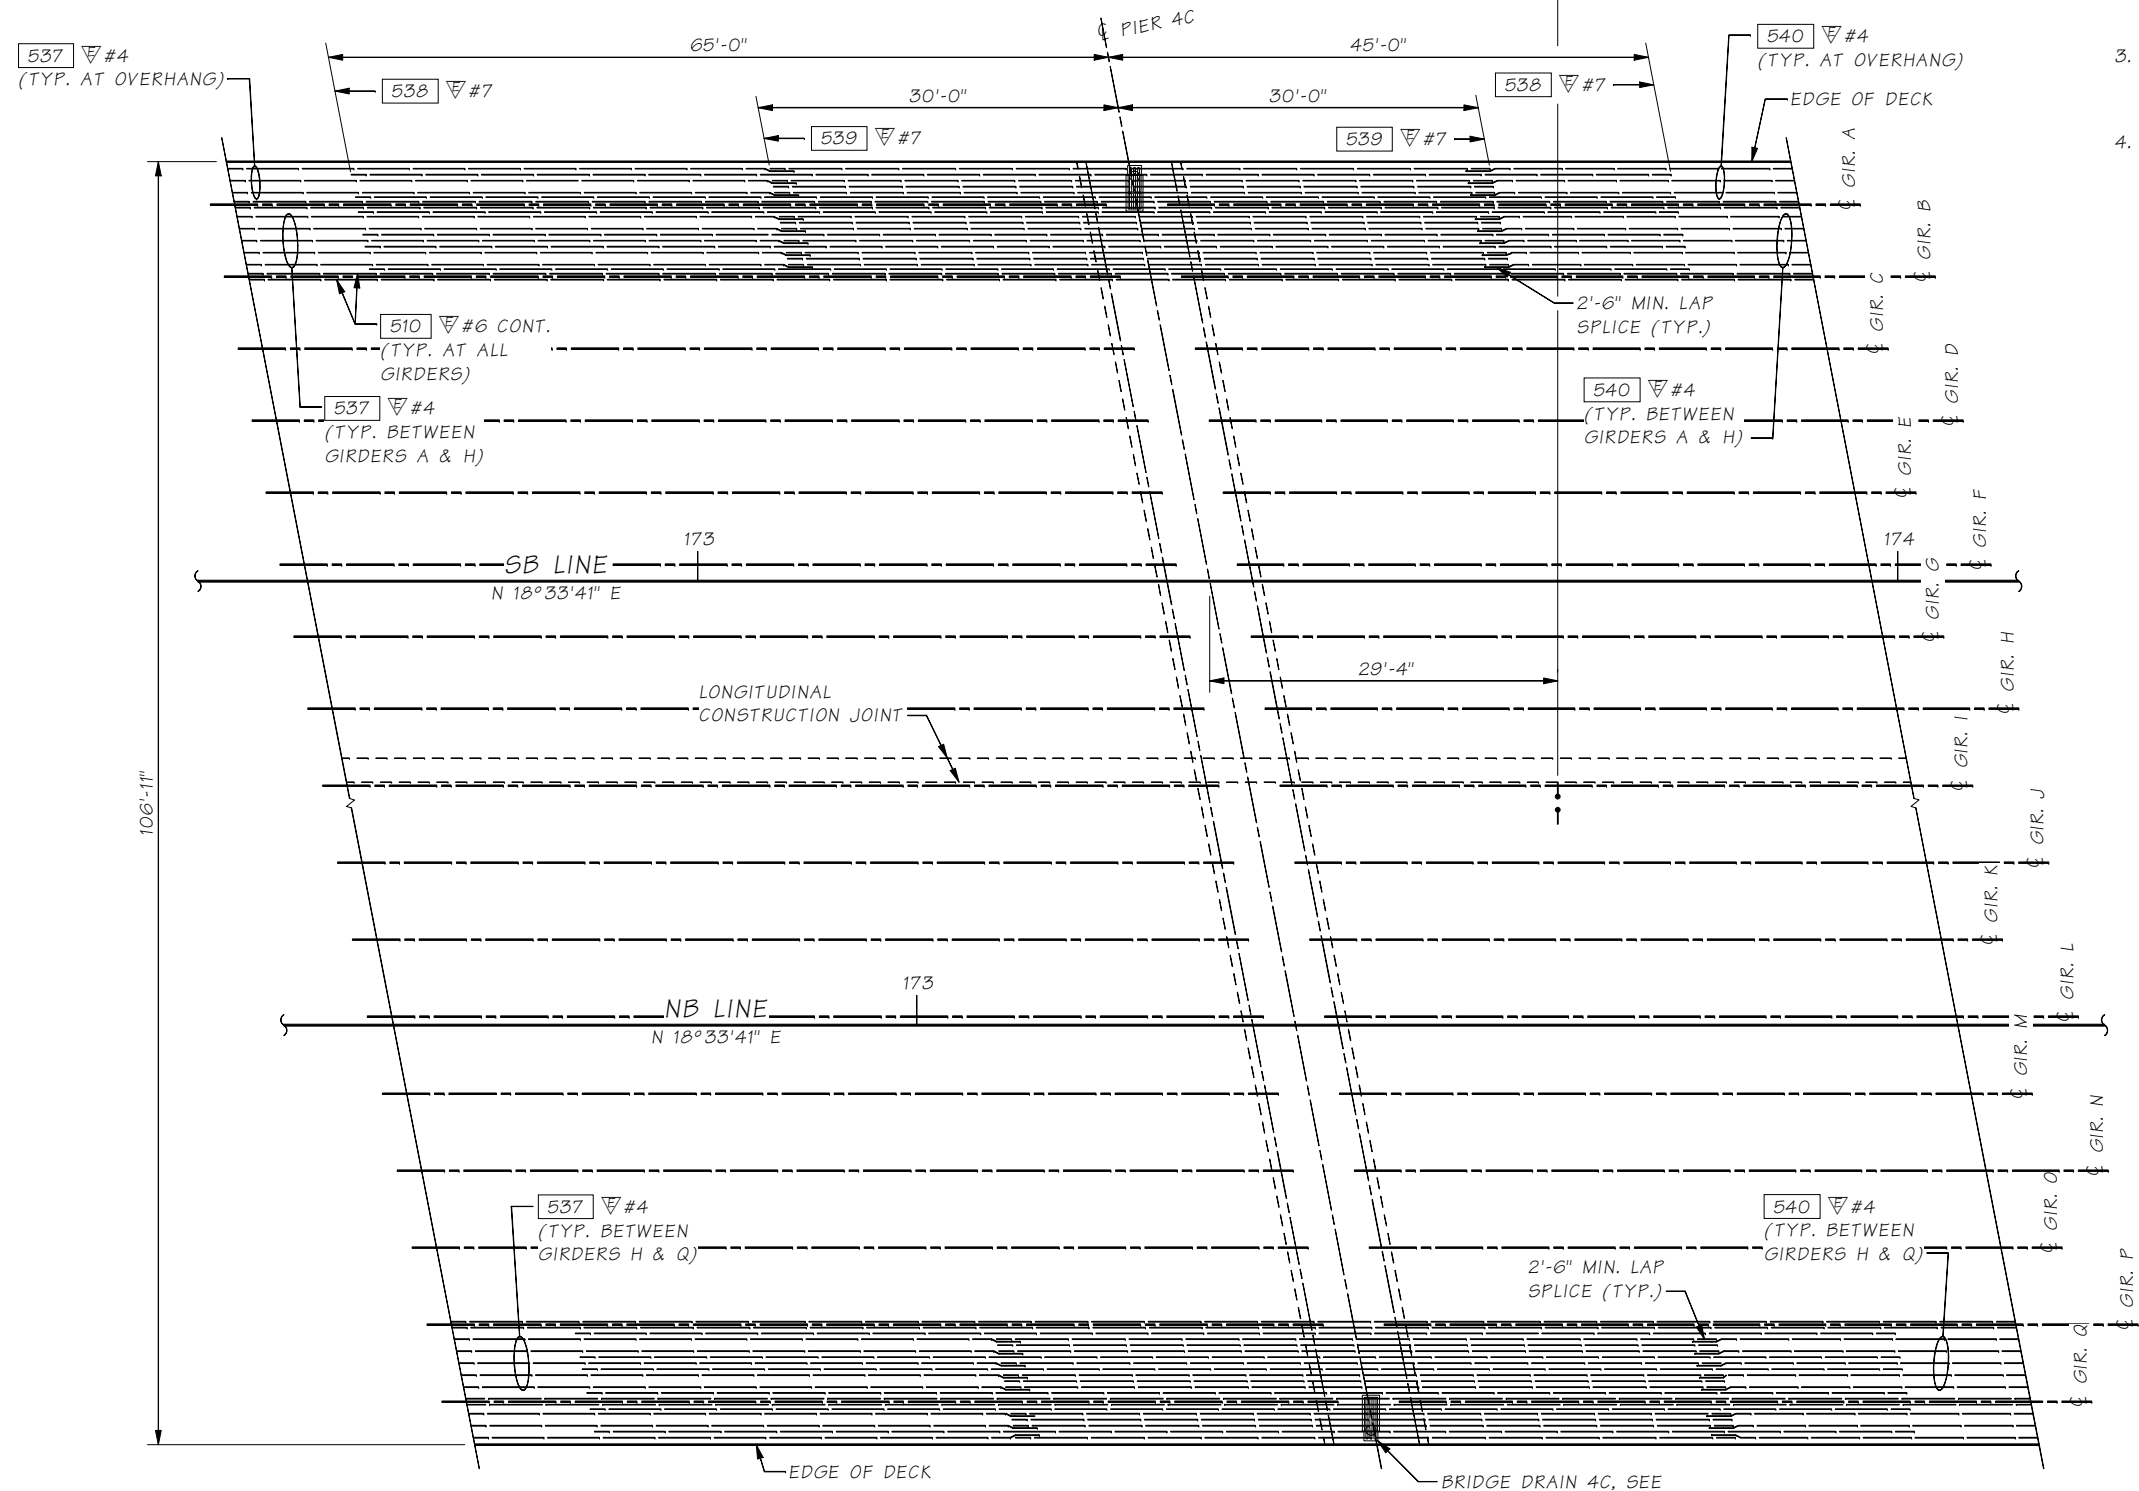 ℄ PIER 4C
65'-0"
45'-0"
537 E #4
(TYP. AT OVERHANG)
540 E #4
(TYP. AT OVERHANG)
3.
538 E #7
538 E #7
30'-0"
30'-0"
EDGE OF DECK
539 E #7
539 E #7
4.
℄ GIR. A
℄ GIR. B
℄ GIR. C
℄ GIR. D
℄ GIR. E
℄ GIR. F
℄ GIR. G
℄ GIR. H
℄ GIR. I
℄ GIR. J
℄ GIR. K
℄ GIR. L
℄ GIR. M
℄ GIR. N
℄ GIR. O
℄ GIR. P
℄ GIR. Q
2'-6" MIN. LAP
SPLICE (TYP.)
510 E #6 CONT.
(TYP. AT ALL
GIRDERS)
537 E #4
(TYP. BETWEEN
GIRDERS A & H)
540 E #4
(TYP. BETWEEN
GIRDERS A & H)
173
174
SB LINE
N 18°33'41" E
29'-4"
LONGITUDINAL
CONSTRUCTION JOINT
106'-11"
173
NB LINE
N 18°33'41" E
537 E #4
(TYP. BETWEEN
GIRDERS H & Q)
540 E #4
(TYP. BETWEEN
GIRDERS H & Q)
2'-6" MIN. LAP
SPLICE (TYP.)
EDGE OF DECK
BRIDGE DRAIN 4C, SEE